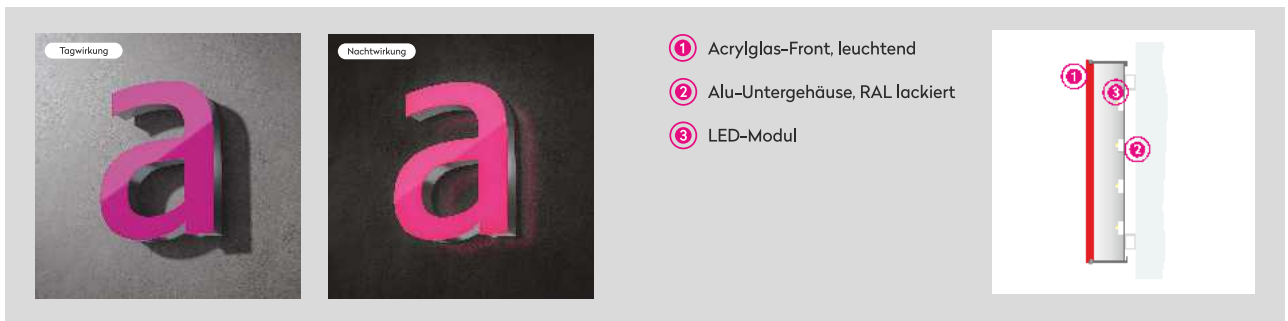 Tagwirkung
a
Nachtwirkung
a
1 Acrylglas-Front, leuchtend
2 Alu-Untergehäuse, RAL lackiert
3 LED-Modul
1
3
2